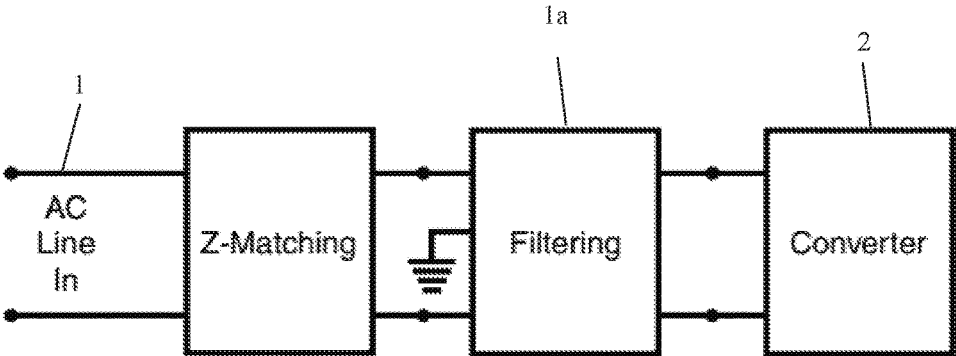 1a
2
1
AC
Line
In
Z-Matching
Filtering
Converter